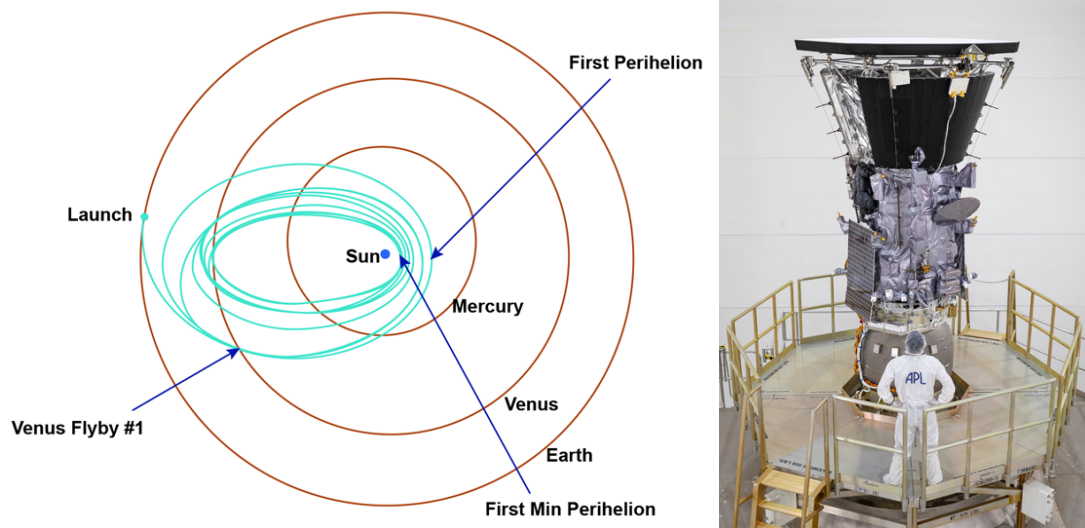 First Perihelion
Launch
Sun
Mercury
Venus Flyby #1
Venus
Earth
First Min Perihelion
APL